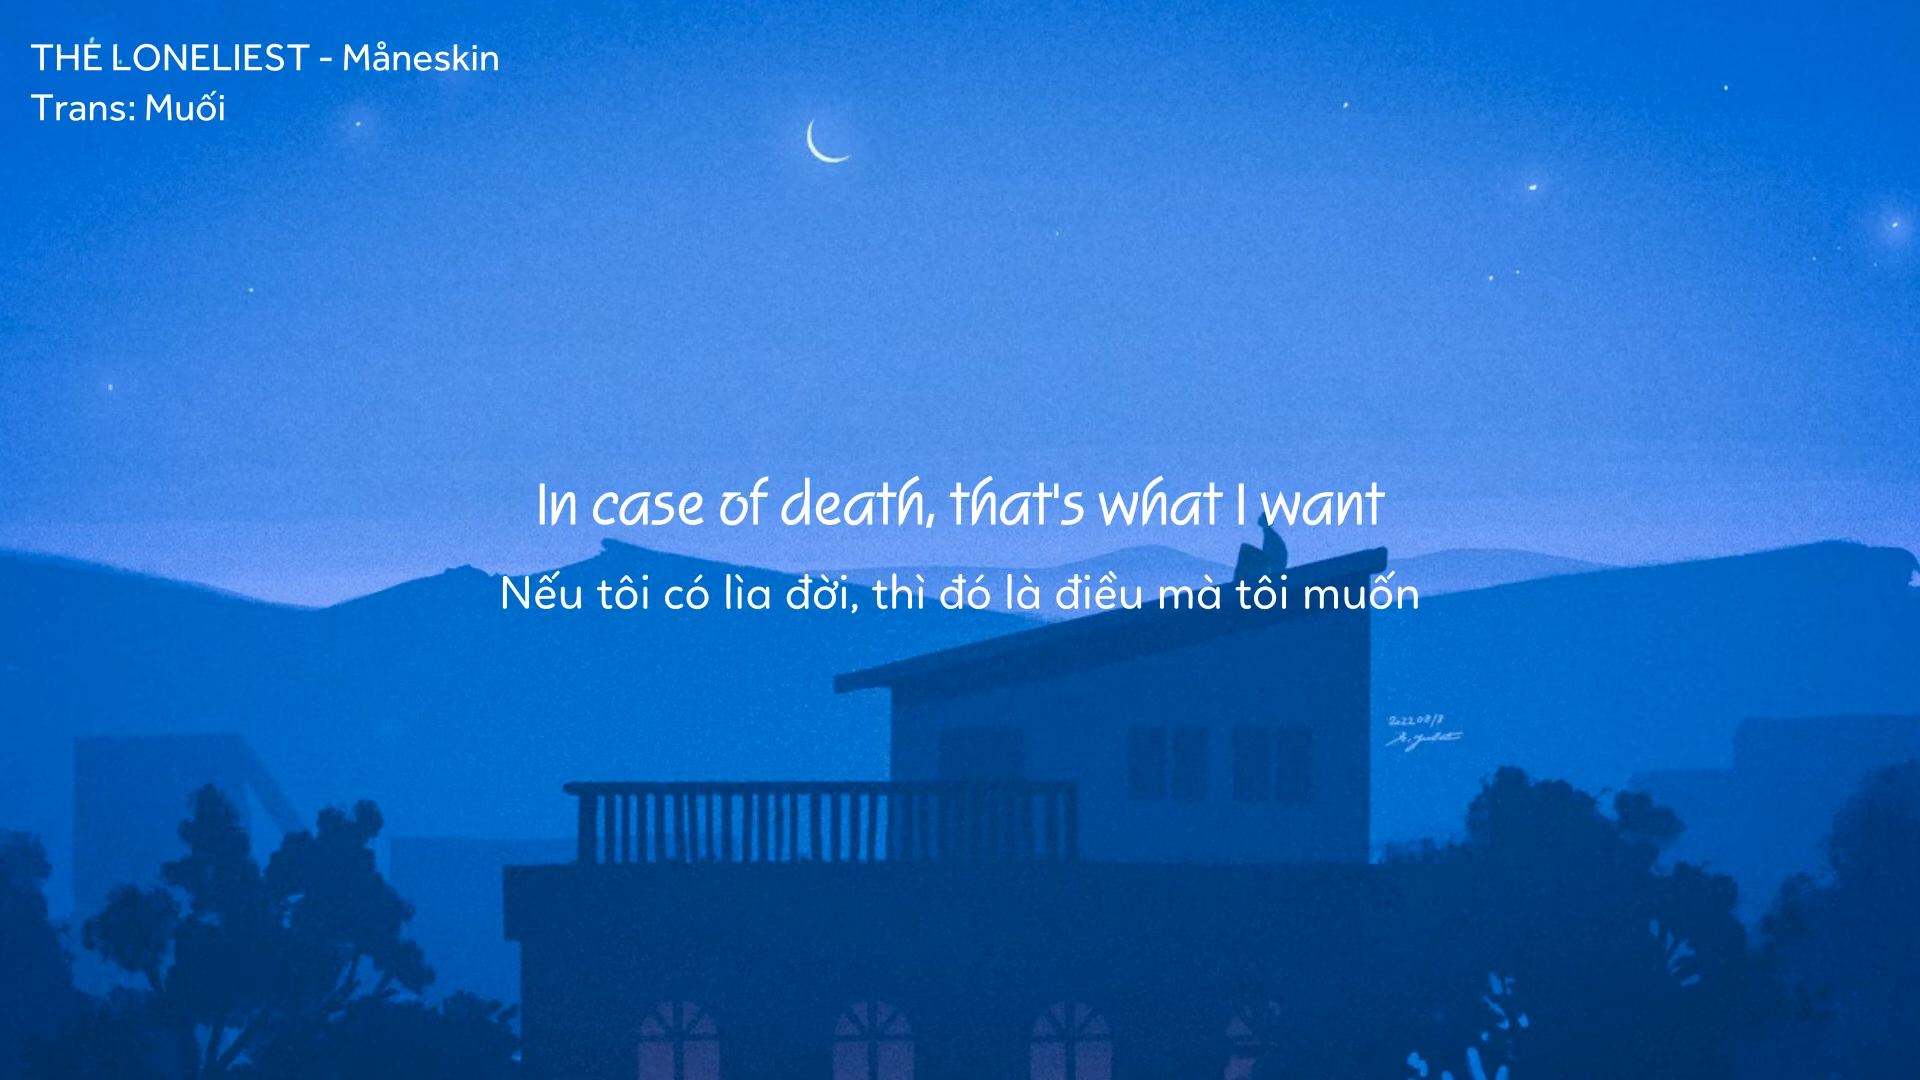 THE LONELIEST - Måneskin
Trans: Muối
In case of death, that's what I want
Nếu tôi có lìa đời, thì đó là điều mà tôi muốn